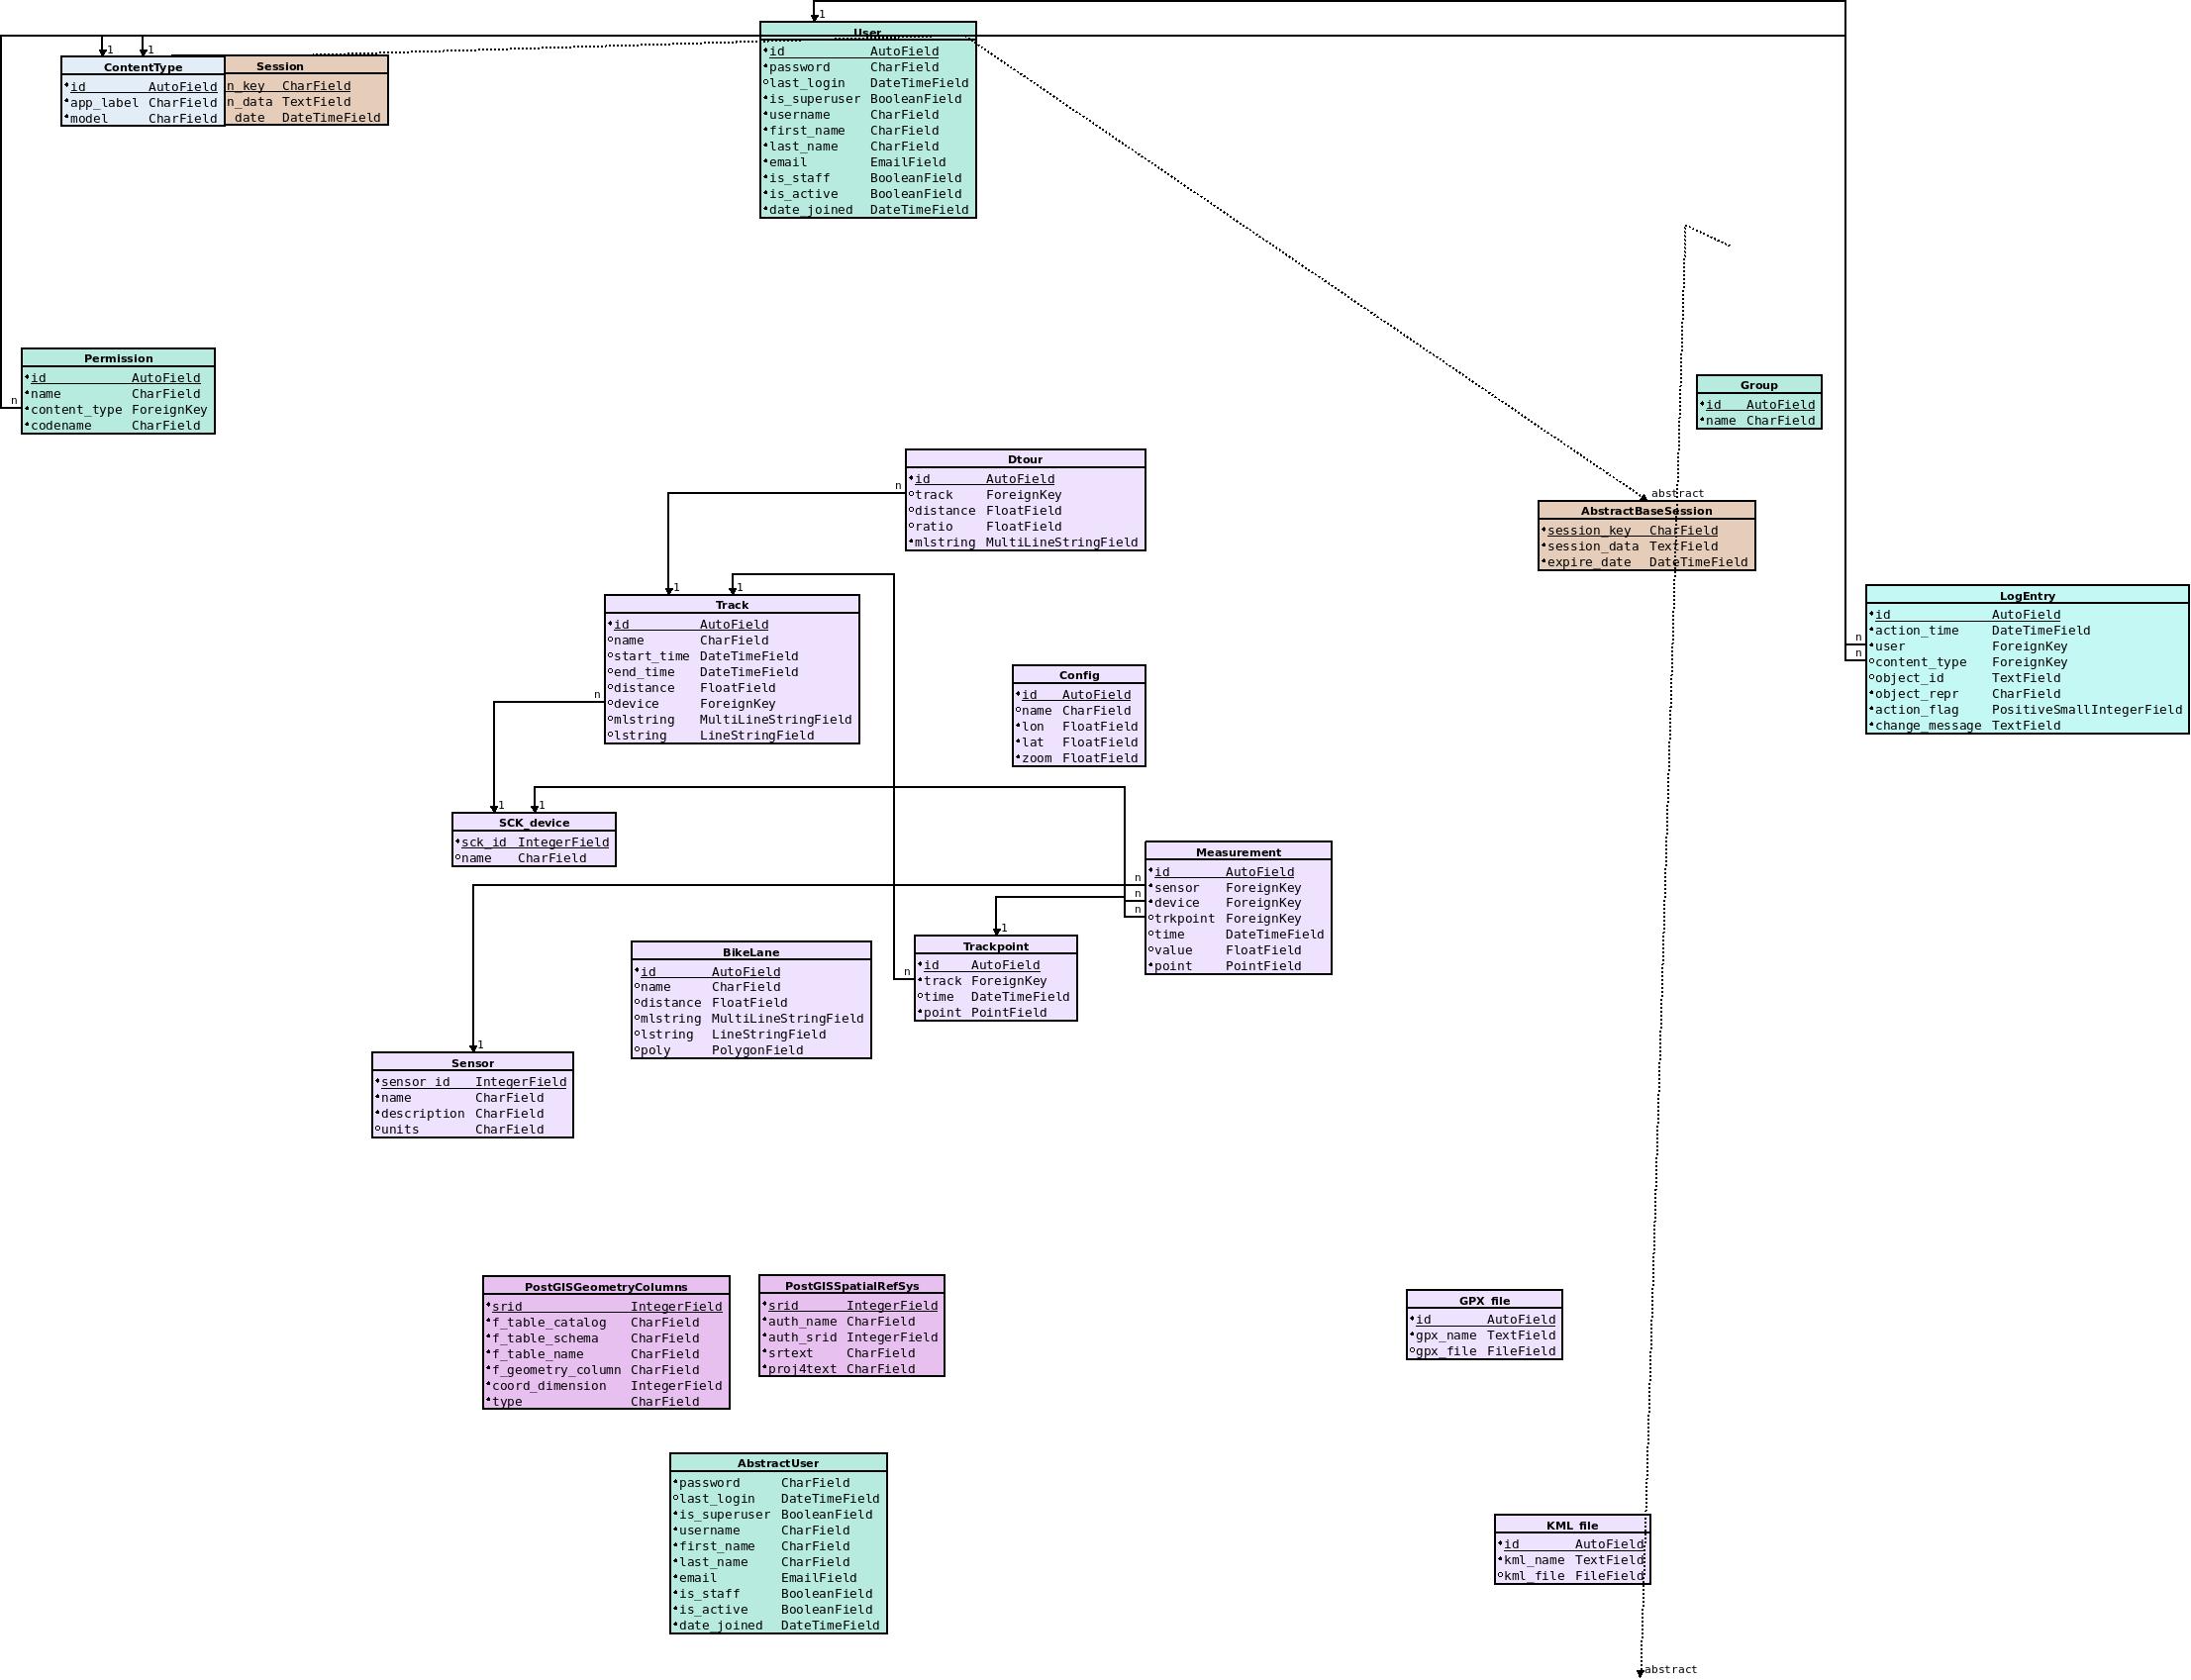 1
User
id AutoField
password CharField
last_login DateTimeField
is_superuser BooleanField
username CharField
first_name CharField
last_name CharField
email EmailField
is_staff BooleanField
is_active BooleanField
date_joined DateTimeField
1 1
ContentType
id AutoField
app_label CharField
model CharField
Session
n_key CharField
n_data TextField
_date DateTimeField
Permission
id AutoField
name CharField
n
content_type ForeignKey
codename CharField
Group
id AutoField
name CharField
Dtour
id AutoField
n
track ForeignKey
distance FloatField
ratio FloatField
mlstring MultiLineStringField
abstract
AbstractBaseSession
session_key CharField
session_data TextField
expire_date DateTimeField
1 1
Track
id AutoField
name CharField
start_time DateTimeField
end_time DateTimeField
distance FloatField
n
device ForeignKey
mlstring MultiLineStringField
lstring LineStringField
LogEntry
id AutoField
action_time DateTimeField
n
user ForeignKey
n
content_type ForeignKey
object_id TextField
object_repr CharField
action_flag PositiveSmallIntegerField
change_message TextField
Config
id AutoField
name CharField
lon FloatField
lat FloatField
zoom FloatField
1 1
SCK_device
sck_id IntegerField
name CharField
Measurement
id AutoField
n
sensor ForeignKey
n
device ForeignKey
n
trkpoint ForeignKey
time DateTimeField
value FloatField
point PointField
1
Trackpoint
id AutoField
n
track ForeignKey
time DateTimeField
point PointField
BikeLane
id AutoField
name CharField
distance FloatField
mlstring MultiLineStringField
lstring LineStringField
poly PolygonField
1
Sensor
sensor_id IntegerField
name CharField
description CharField
units CharField
PostGISGeometryColumns
srid IntegerField
f_table_catalog CharField
f_table_schema CharField
f_table_name CharField
f_geometry_column CharField
coord_dimension IntegerField
type CharField
PostGISSpatialRefSys
srid IntegerField
auth_name CharField
auth_srid IntegerField
srtext CharField
proj4text CharField
GPX_file
id AutoField
gpx_name TextField
gpx_file FileField
AbstractUser
password CharField
last_login DateTimeField
is_superuser BooleanField
username CharField
first_name CharField
last_name CharField
email EmailField
is_staff BooleanField
is_active BooleanField
date_joined DateTimeField
KML_file
id AutoField
kml_name TextField
kml_file FileField
abstract